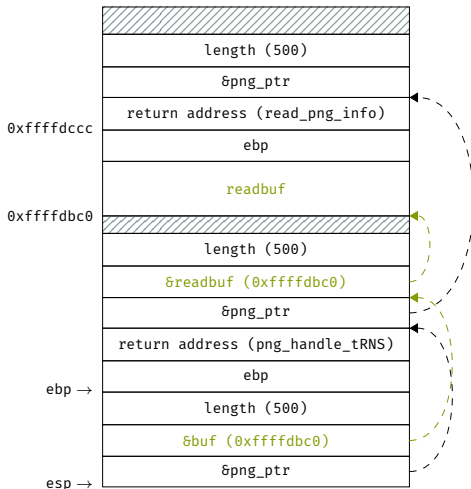 length (500)
&png_ptr
return address (read_png_info)
0xffffdccc
ebp
readbuf
0xffffdbc0
length (500)
&readbuf (0xffffdbc0)
&png_ptr
return address (png_handle_tRNS)
ebp
ebp →
length (500)
&buf (0xffffdbc0)
&png_ptr
esp →